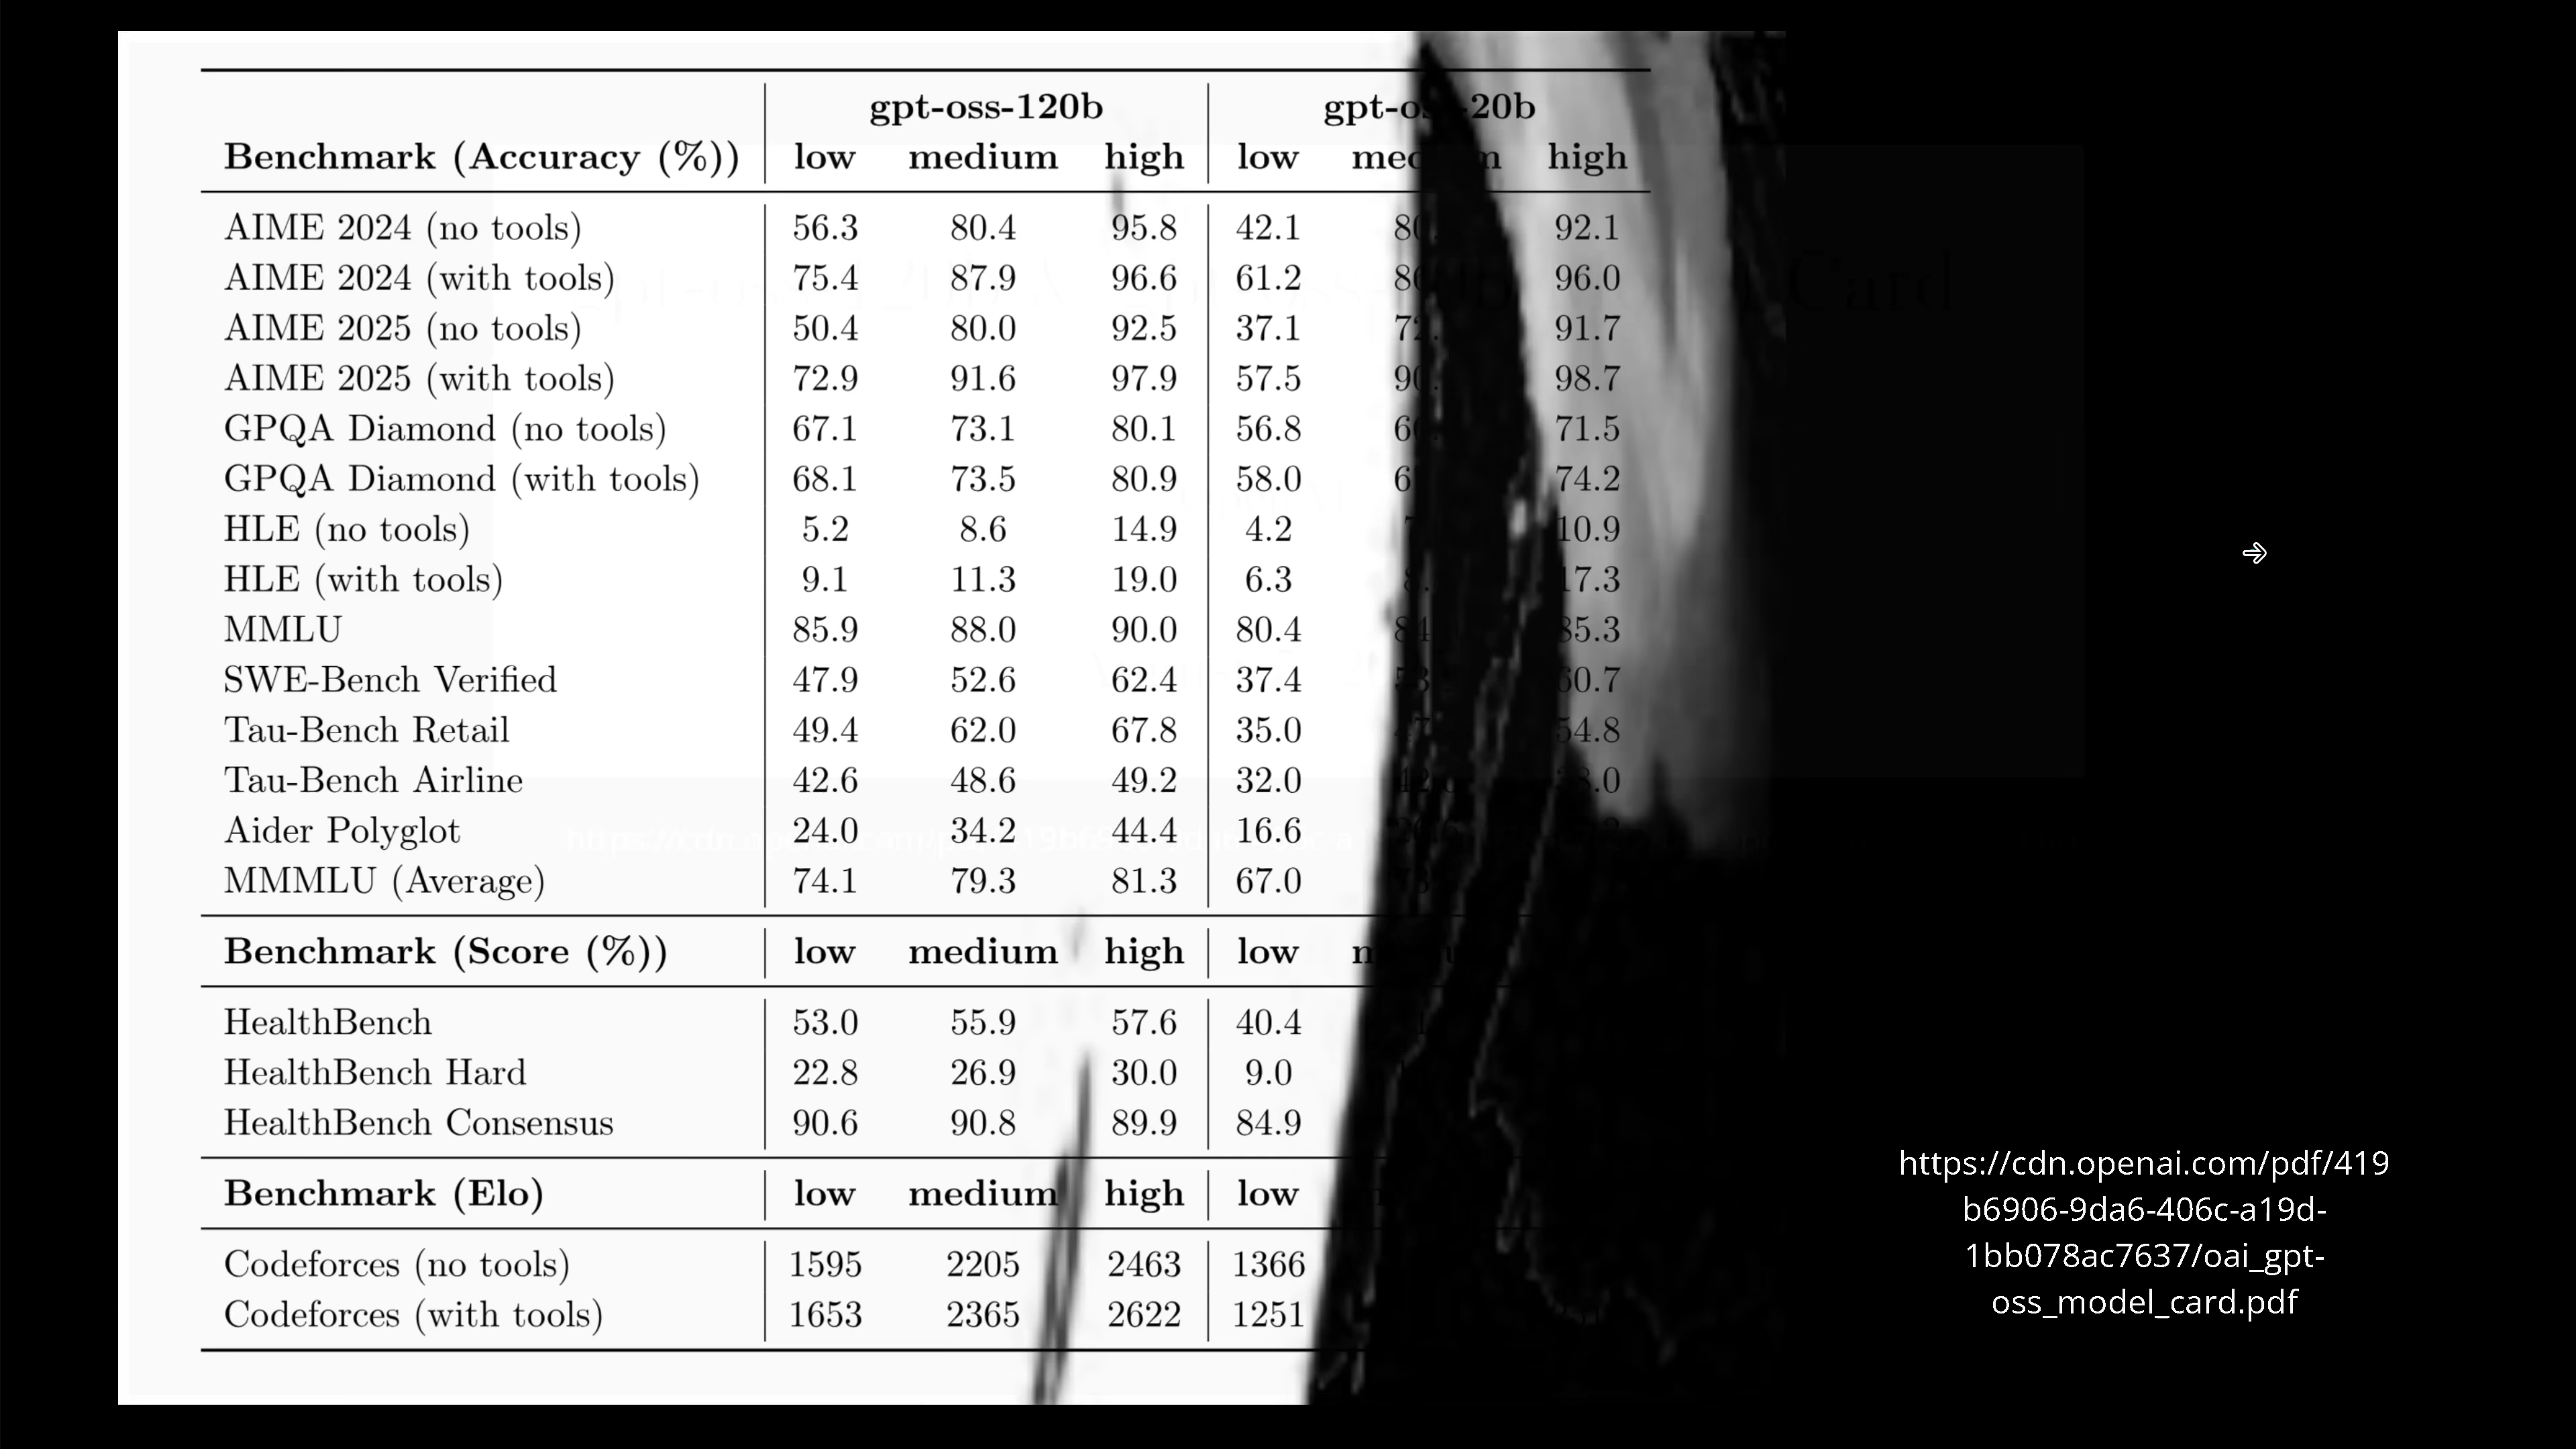 gpt-oss-120b gpt-oss-20b
Benchmark (Accuracy (%)) low medium high low medium high
AIME 2024 (no tools) 56.3 80.4 95.8 42.1 92.1
AIME 2024 (with tools) 75.4 87.9 96.6 61.2 96.0
AIME 2025 (no tools) 50.4 80.0 92.5 37.1 91.7
AIME 2025 (with tools) 72.9 91.6 97.9 57.5 98.7
GPQA Diamond (no tools) 67.1 73.1 80.1 56.8 71.5
GPQA Diamond (with tools) 68.1 73.5 80.9 58.0 74.2
HLE (no tools) 5.2 8.6 14.9 4.2 10.9
HLE (with tools) 9.1 11.3 19.0 6.3 17.3
MMLU 85.9 88.0 90.0 80.4 85.3
SWE-Bench Verified 47.9 52.6 62.4 37.4 60.7
Tau-Bench Retail 49.4 62.0 67.8 35.0 54.8
Tau-Bench Airline 42.6 48.6 49.2 32.0
Aider Polyglot 24.0 34.2 44.4 16.6
MMMLU (Average) 74.1 79.3 81.3 67.0
Benchmark (Score (%)) low medium high low
HealthBench 53.0 55.9 57.6 40.4
HealthBench Hard 22.8 26.9 30.0 9.0
HealthBench Consensus 90.6 90.8 89.9 84.9
Benchmark (Elo) low medium high low
Codeforces (no tools) 1595 2205 2463 1366
Codeforces (with tools) 1653 2365 2622 1251
Card
https://cdn.openai.com/pdf/419
b6906-9da6-406c-a19d-
1bb078ac7637/oai_gpt-
oss_model_card.pdf